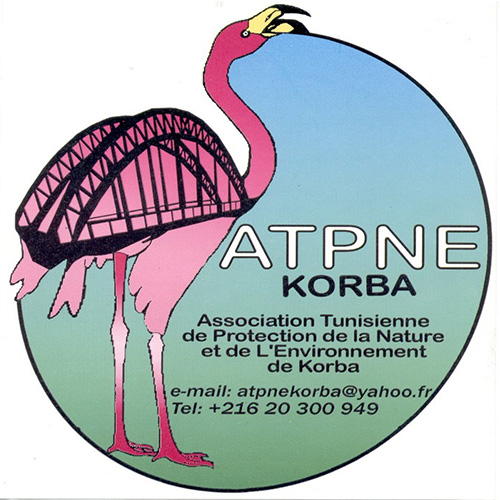 ATPNE
KORBA
Association Tunisienne
de Protection de la Nature
et de L'Environnement
de Korba
e-mail: atpnekorba@yahoo.fr
Tel: +216 20 300 949